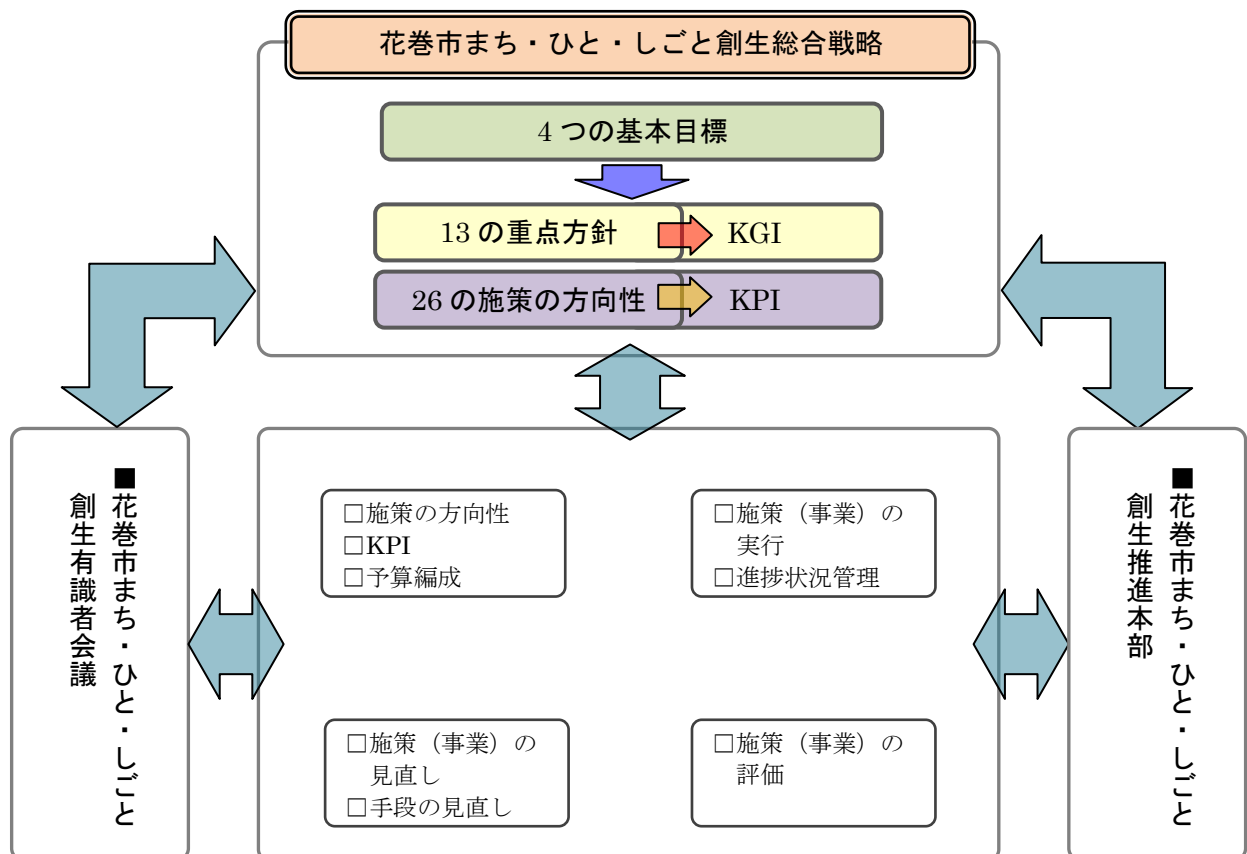 花巻市まち・ひと・しごと創生総合戦略
4 つの基本目標
13 の重点方針
KGI
26 の施策の方向性
KPI
■花巻市まち・ひと・しごと
創生有識者会議
□施策の方向性
□KPI
□予算編成
□施策（事業）の
実行
□進捗状況管理
□施策（事業）の
見直し
□手段の見直し
□施策（事業）の
評価
■花巻市まち・ひと・しごと
創生推進本部